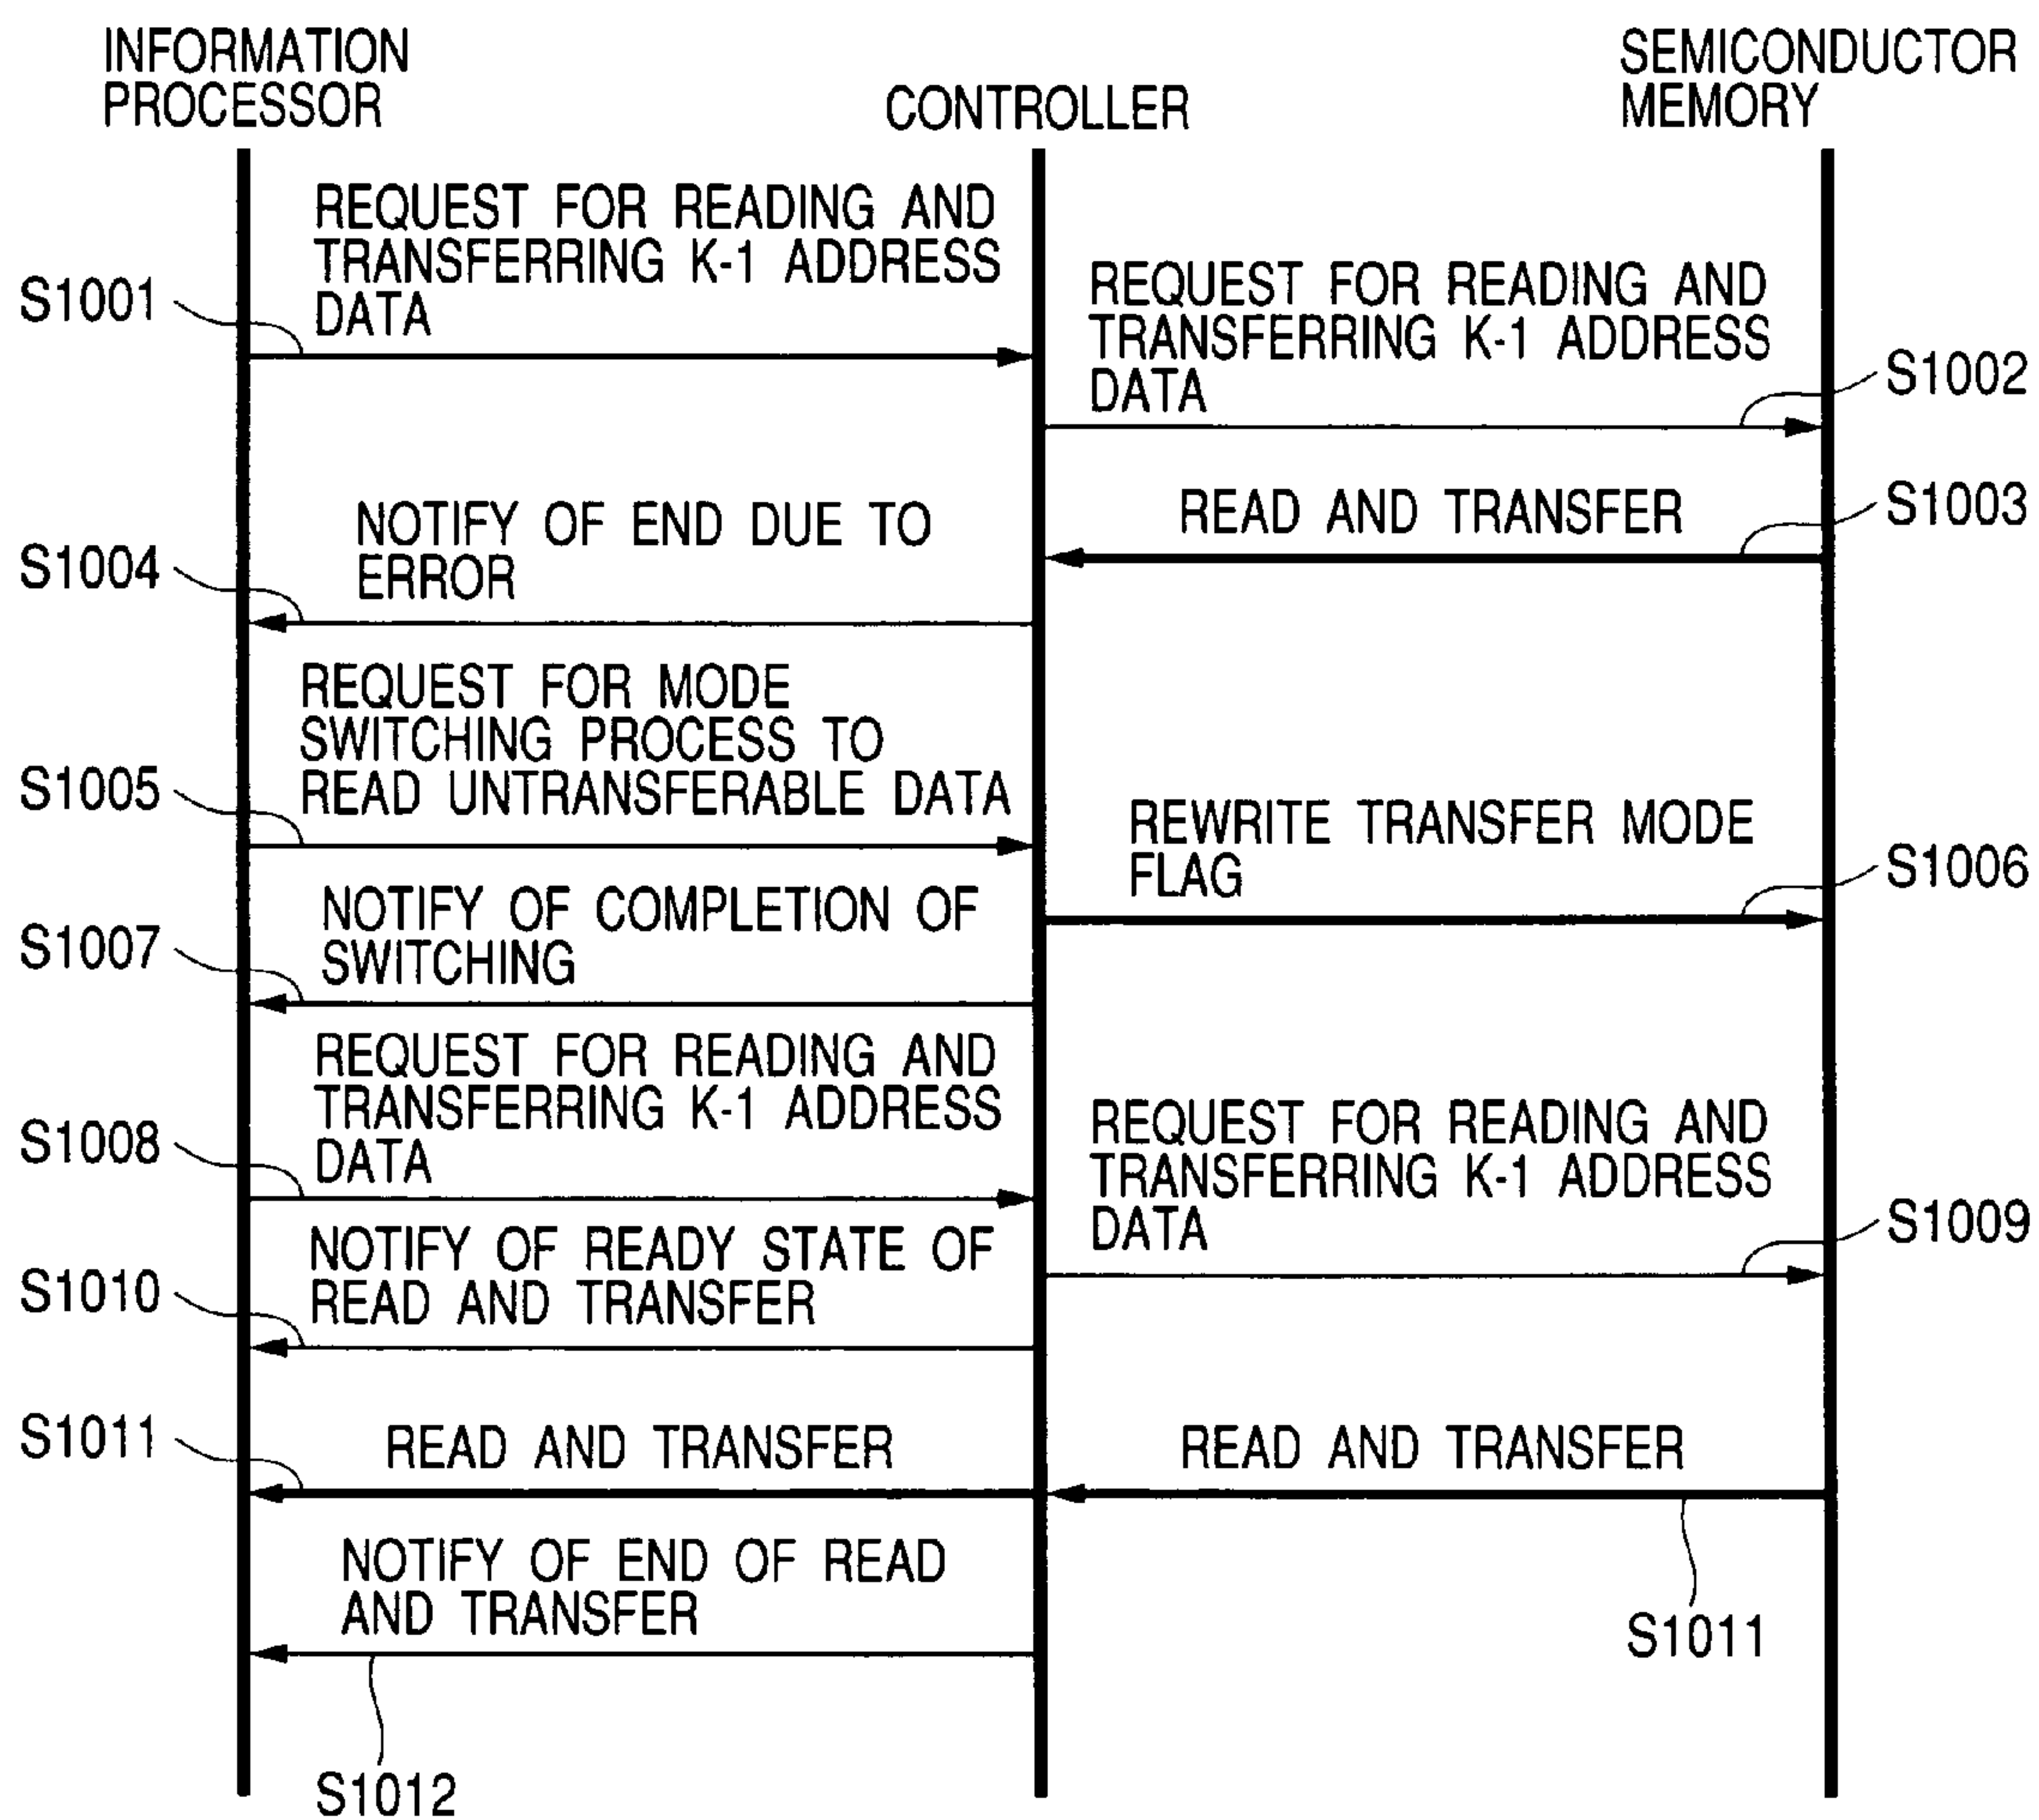 INFORMATION
PROCESSOR
CONTROLLER
SEMICONDUCTOR
MEMORY
REQUEST FOR READING AND
TRANSFERRING K-1 ADDRESS
DATA
S1001
REQUEST FOR READING AND
TRANSFERRING K-1 ADDRESS
DATA
S1002
READ AND TRANSFER
S1003
NOTIFY OF END DUE TO
ERROR
S1004
REQUEST FOR MODE
SWITCHING PROCESS TO
READ UNTRANSFERABLE DATA
S1005
REWRITE TRANSFER MODE
FLAG
S1006
NOTIFY OF COMPLETION OF
SWITCHING
S1007
REQUEST FOR READING AND
TRANSFERRING K-1 ADDRESS
DATA
S1008
REQUEST FOR READING AND
TRANSFERRING K-1 ADDRESS
DATA
S1009
NOTIFY OF READY STATE OF
READ AND TRANSFER
S1010
READ AND TRANSFER
S1011
READ AND TRANSFER
S1011
NOTIFY OF END OF READ
AND TRANSFER
S1012